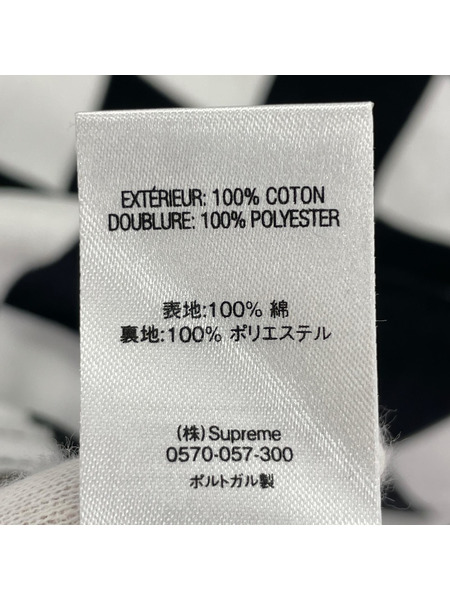 EXTÉRIEUR: 100% COTON
DOUBLURE: 100% POLYESTER
表地:100% 綿
裏地:100% ポリエステル
(株)Supreme
0570-057-300
ポルトガル製